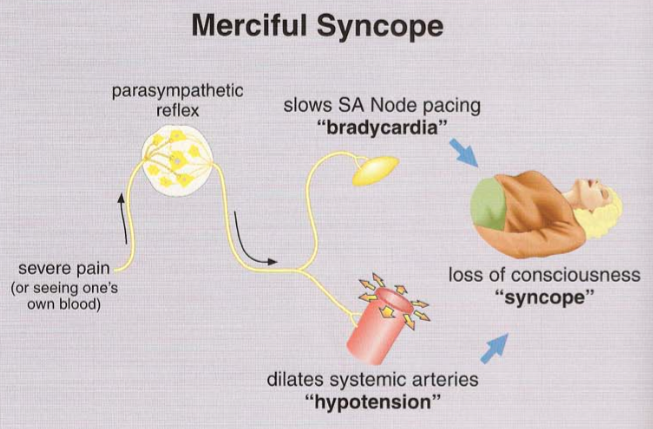 Merciful Syncope
parasympathetic
reflex
slows SA Node pacing
“bradycardia”
severe pain
(or seeing one’s
own blood)
loss of consciousness
“syncope”
dilates systemic arteries
“hypotension”